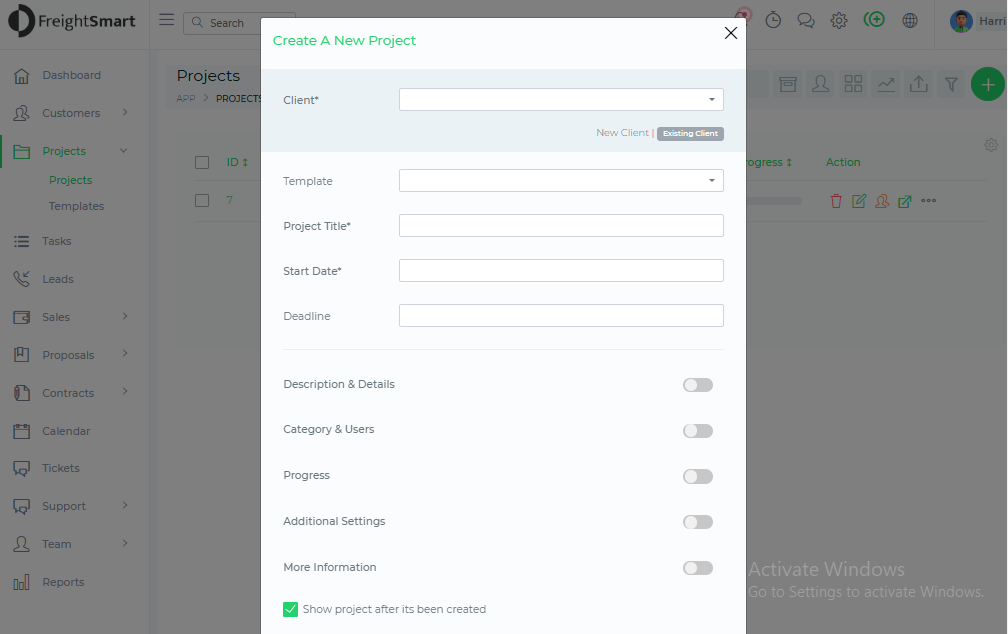 FreightSmart
Search
Harri
Dashboard
Customers
Projects
Projects
Templates
Tasks
Leads
Sales
Proposals
Contracts
Calendar
Tickets
Support
Team
Reports
Projects
APP > PROJECTS
ID
7
Action
Create A New Project
Client*
New Client | Existing Client
Template
Project Title*
Start Date*
Deadline
Description & Details
Category & Users
Progress
Additional Settings
More Information
Show project after its been created
Activate Windows
Go to Settings to activate Windows.